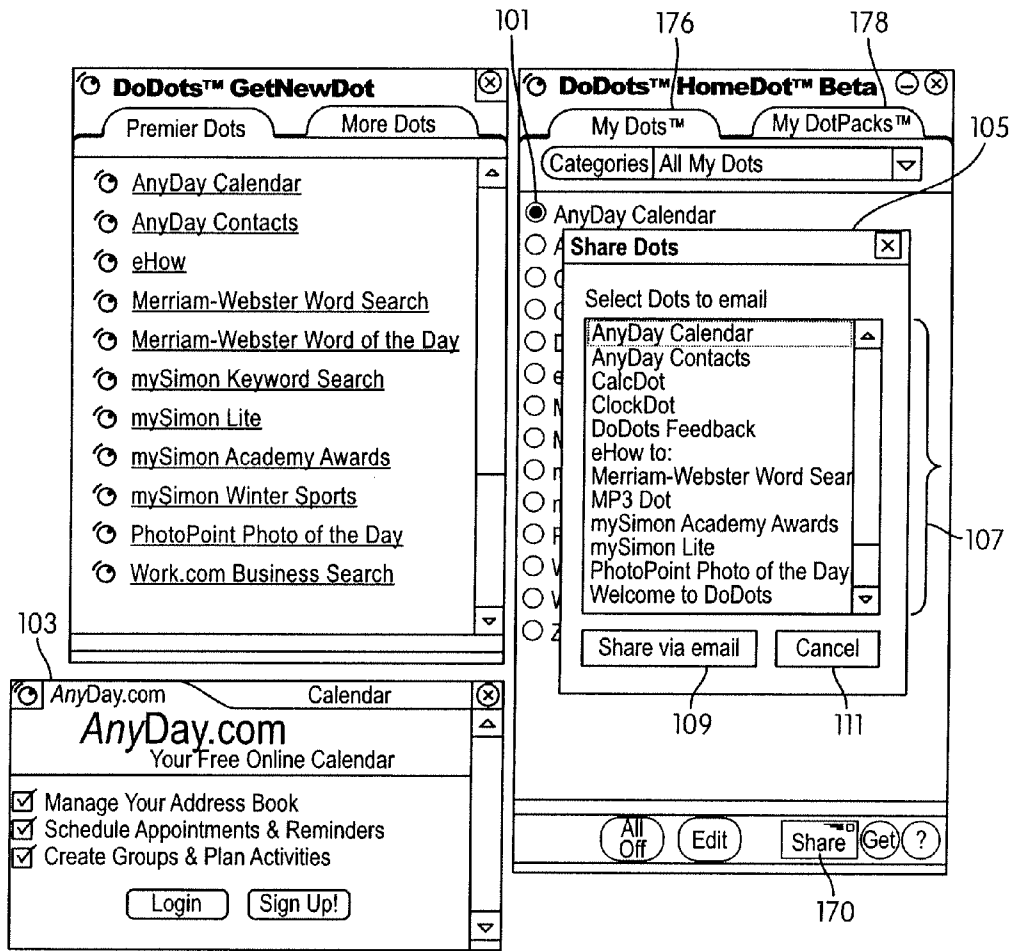 101
176
178
DoDots™ GetNewDot
Premier Dots
More Dots
AnyDay Calendar
AnyDay Contacts
eHow
Merriam-Webster Word Search
Merriam-Webster Word of the Day
mySimon Keyword Search
mySimon Lite
mySimon Academy Awards
mySimon Winter Sports
PhotoPoint Photo of the Day
Work.com Business Search
DoDots™ HomeDot™ Beta
My Dots™
My DotPacks™
105
Categories All My Dots
AnyDay Calendar
Share Dots
Select Dots to email
AnyDay Calendar
AnyDay Contacts
CalcDot
ClockDot
DoDots Feedback
eHow to:
Merriam-Webster Word Sear
MP3 Dot
mySimon Academy Awards
mySimon Lite
PhotoPoint Photo of the Day
Welcome to DoDots
107
Share via email
Cancel
109
111
All Off
Edit
Share
Get
?
170
103
AnyDay.com
Calendar
AnyDay.com
Your Free Online Calendar
Manage Your Address Book
Schedule Appointments & Reminders
Create Groups & Plan Activities
Login
Sign Up!